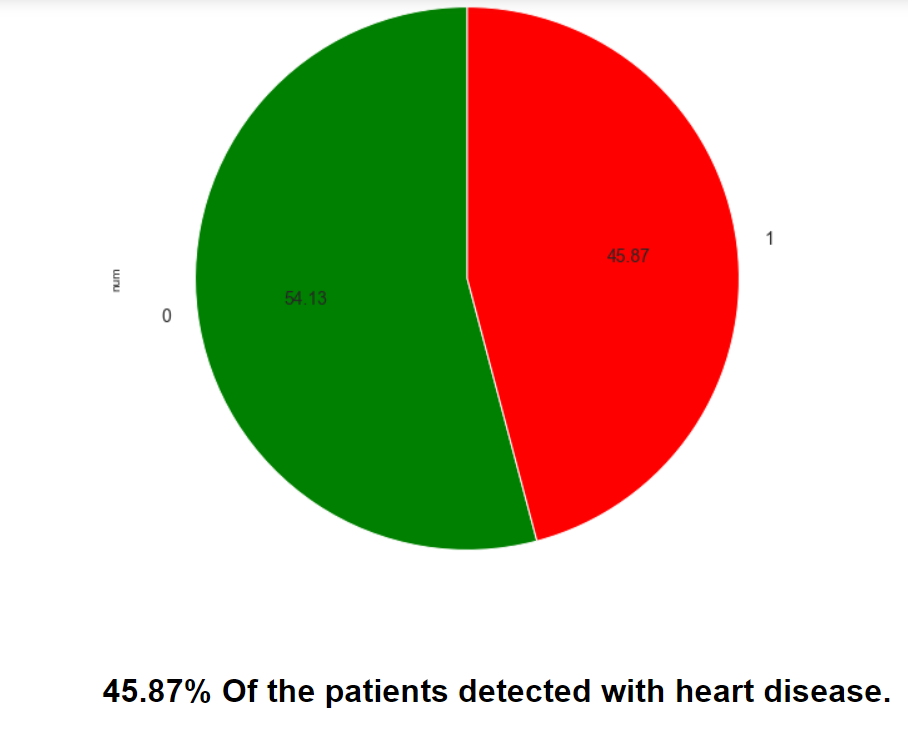 1
45.87
num
54.13
0
45.87% Of the patients detected with heart disease.